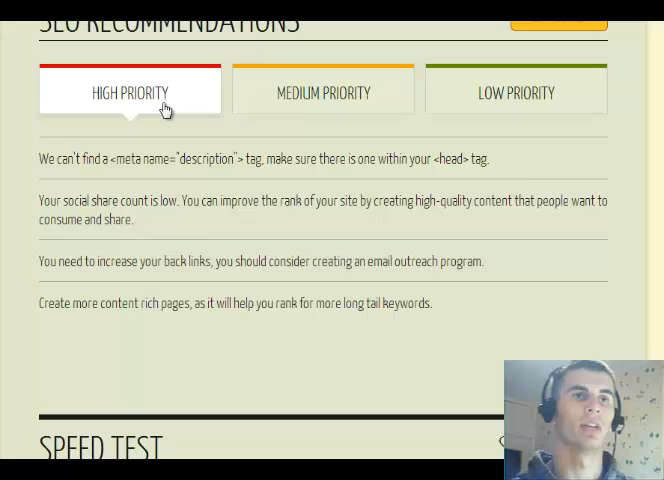 SEO RECOMMENDATIONS
HIGH PRIORITY
MEDIUM PRIORITY
LOW PRIORITY
We can't find a <meta name="description"> tag, make sure there is one within your <head> tag.
Your social share count is low. You can improve the rank of your site by creating high-quality content that people want to
consume and share.
You need to increase your back links, you should consider creating an email outreach program.
Create more content rich pages, as it will help you rank for more long tail keywords.
SPEED TEST